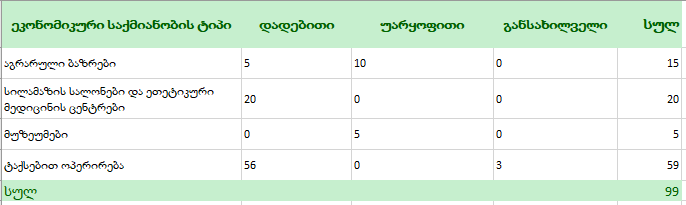 ეკონომიკური საქმიანობის ტიპი დადებითი უარყოფითი განსახილველი სულ
აგრარული ბაზრები 5 10 0 15
სილამაზის სალონები და ეთეტიკური
მედიცინის ცენტრები 20 0 0 20
მუზეუმები 0 5 0 5
ტაქსებით ოპერირება 56 0 3 59
სულ 99